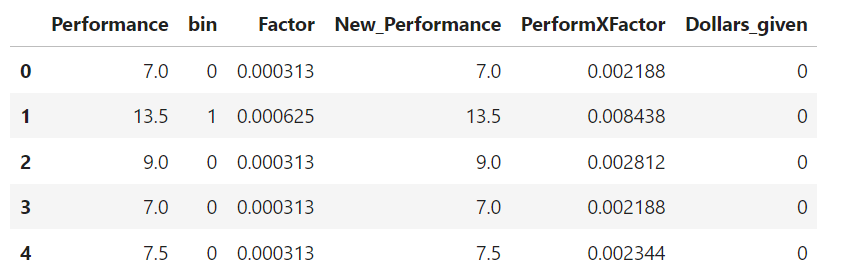 Performance bin Factor New_Performance PerformXFactor Dollars_given
0 7.0 0 0.000313 7.0 0.002188 0
1 13.5 1 0.000625 13.5 0.008438 0
2 9.0 0 0.000313 9.0 0.002812 0
3 7.0 0 0.000313 7.0 0.002188 0
4 7.5 0 0.000313 7.5 0.002344 0